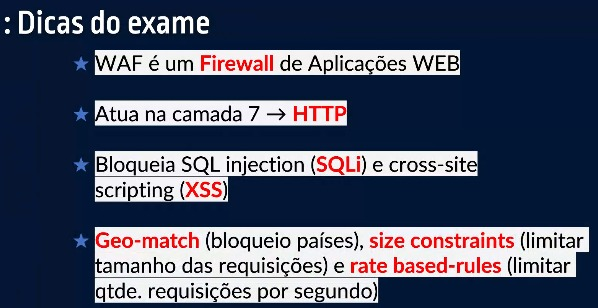 : Dicas do exame
★ WAF é um Firewall de Aplicações WEB
★ Atua na camada 7 → HTTP
★ Bloqueia SQL injection (SQLi) e cross-site
scripting (XSS)
★ Geo-match (bloqueio países), size constraints (limitar
tamanho das requisições) e rate based-rules (limitar
qtde. requisições por segundo)